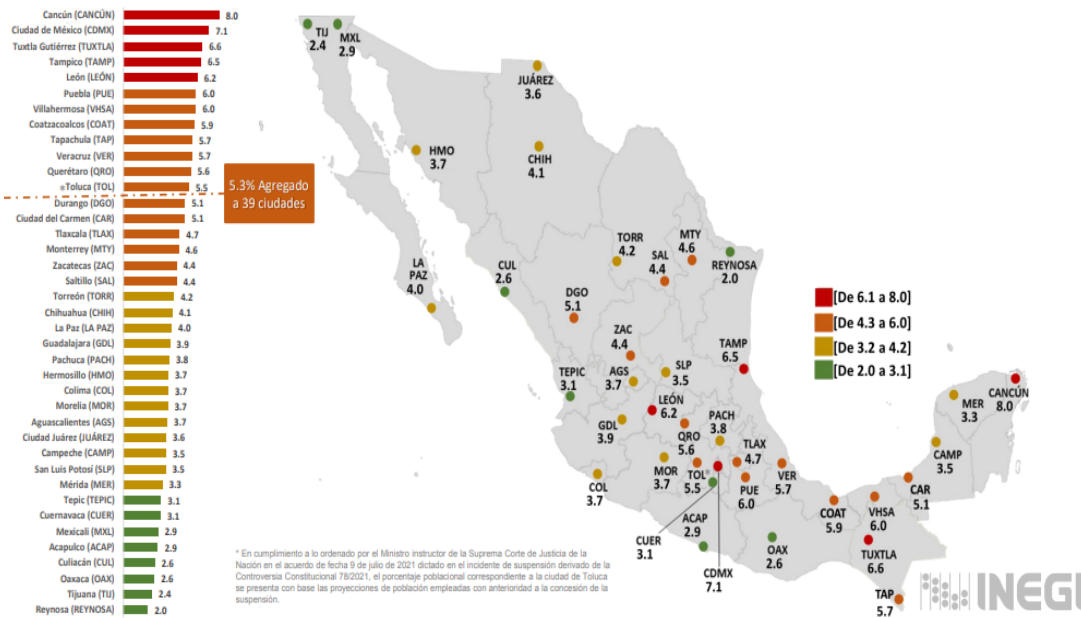 Cancún (CANCÚN) 8.0
Ciudad de México (CDMX) 7.1
Tuxtla Gutiérrez (TUXTLA) 6.6
Tampico (TAMP) 6.5
León (LEÓN) 6.2
Puebla (PUE) 6.0
Villahermosa (VHSA) 6.0
Coatzacoalcos (COAT) 5.9
Tapachula (TAP) 5.7
Veracruz (VER) 5.7
Querétaro (QRO) 5.6
*Toluca (TOL) 5.5
Durango (DGO) 5.1
Ciudad del Carmen (CAR) 5.1
Tlaxcala (TLAX) 4.7
Monterrey (MTY) 4.6
Zacatecas (ZAC) 4.4
Saltillo (SAL) 4.4
Torreón (TORR) 4.2
Chihuahua (CHIH) 4.1
La Paz (LA PAZ) 4.0
Guadalajara (GDL) 3.9
Pachuca (PACH) 3.8
Hermosillo (HMO) 3.7
Colima (COL) 3.7
Morelia (MOR) 3.7
Aguascalientes (AGS) 3.7
Ciudad Juárez (JUÁREZ) 3.6
Campeche (CAMP) 3.5
San Luis Potosí (SLP) 3.5
Mérida (MER) 3.3
Tepic (TEPIC) 3.1
Cuernavaca (CUER) 3.1
Mexicali (MXL) 2.9
Acapulco (ACAP) 2.9
Culiacán (CUL) 2.6
Oaxaca (OAX) 2.6
Tijuana (TIJ) 2.4
Reynosa (REYNOSA) 2.0
5.3% Agregado
a 39 ciudades
TIJ
2.4
MXL
2.9
JUÁREZ
3.6
HMO
3.7
CHIH
4.1
LA
PAZ
4.0
CUL
2.6
TORR
4.2
SAL
4.4
MTY
4.6
REYNOSA
2.0
DGO
5.1
ZAC
4.4
TAMP
6.5
TEPIC
3.1
AGS
3.7
SLP
3.5
LEÓN
6.2
GDL
3.9
QRO
5.6
PACH
3.8
TLAX
4.7
COL
3.7
MOR
3.7
TOL*
5.5
PUE
6.0
VER
5.7
CUER
3.1
ACAP
2.9
CDMX
7.1
OAX
2.6
COAT
5.9
VHSA
6.0
TUXTLA
6.6
TAP
5.7
CAR
5.1
CAMP
3.5
MER
3.3
CANCÚN
8.0
[De 6.1 a 8.0]
[De 4.3 a 6.0]
[De 3.2 a 4.2]
[De 2.0 a 3.1]
* En cumplimiento a lo ordenado por el Ministro instructor de la Suprema Corte de Justicia de la
Nación en el acuerdo de fecha 9 de julio de 2021 dictado en el incidente de suspensión derivado de la
Controversia Constitucional 78/2021, el porcentaje poblacional correspondiente a la ciudad de Toluca
se presenta con base las proyecciones de población empleadas con anterioridad a la concesión de la
suspensión.
INEGI